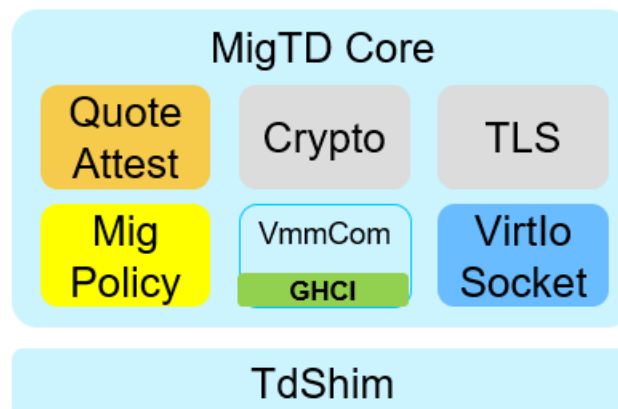 MigTD Core
Quote
Attest
Crypto
TLS
Mig
Policy
VmmCom
GHCI
VirtIo
Socket
TdShim